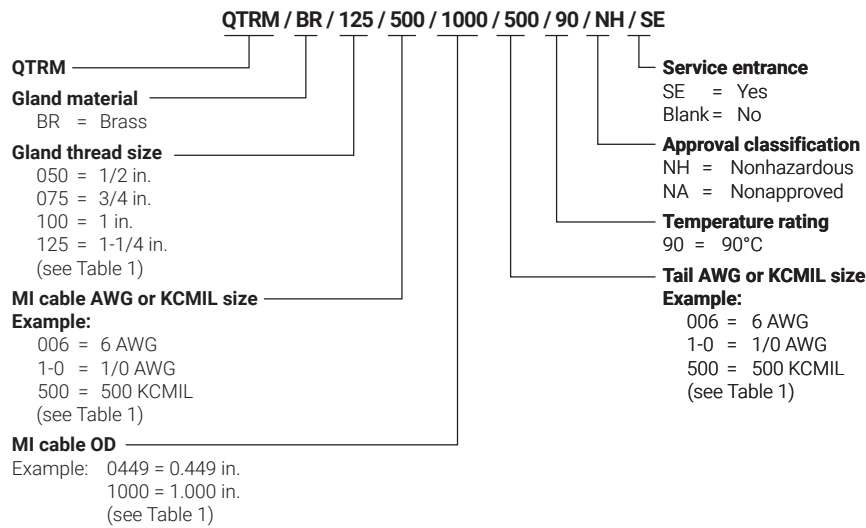 QTRM / BR / 125 / 500 / 1000 / 500 / 90 / NH / SE
QTRM
Gland material
BR = Brass
Gland thread size
050 = 1/2 in.
075 = 3/4 in.
100 = 1 in.
125 = 1-1/4 in.
(see Table 1)
MI cable AWG or KCMIL size
Example:
006 = 6 AWG
1-0 = 1/0 AWG
500 = 500 KCMIL
(see Table 1)
MI cable OD
Example: 0449 = 0.449 in.
1000 = 1.000 in.
(see Table 1)
Service entrance
SE = Yes
Blank = No
Approval classification
NH = Nonhazardous
NA = Nonapproved
Temperature rating
90 = 90°C
Tail AWG or KCMIL size
Example:
006 = 6 AWG
1-0 = 1/0 AWG
500 = 500 KCMIL
(see Table 1)